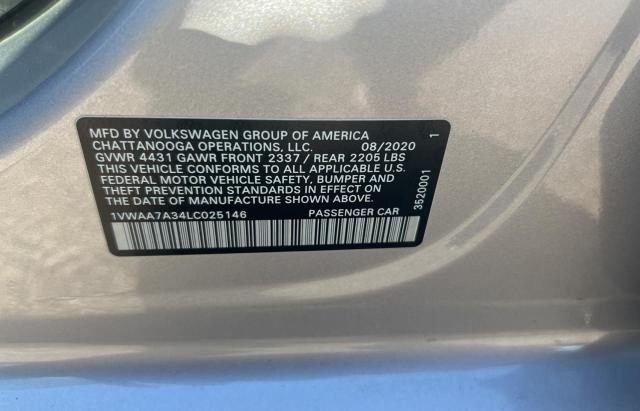 MFD BY VOLKSWAGEN GROUP OF AMERICA
CHATTANOOGA OPERATIONS, LLC. 08/2020 1
GVWR 4431 GAWR FRONT 2337 / REAR 2205 LBS
THIS VEHICLE CONFORMS TO ALL APPLICABLE U.S.
FEDERAL MOTOR VEHICLE SAFETY, BUMPER AND
THEFT PREVENTION STANDARDS IN EFFECT ON
THE DATE OF MANUFACTURE SHOWN ABOVE
1VWAA7A34LC025146 PASSENGER CAR
3520001